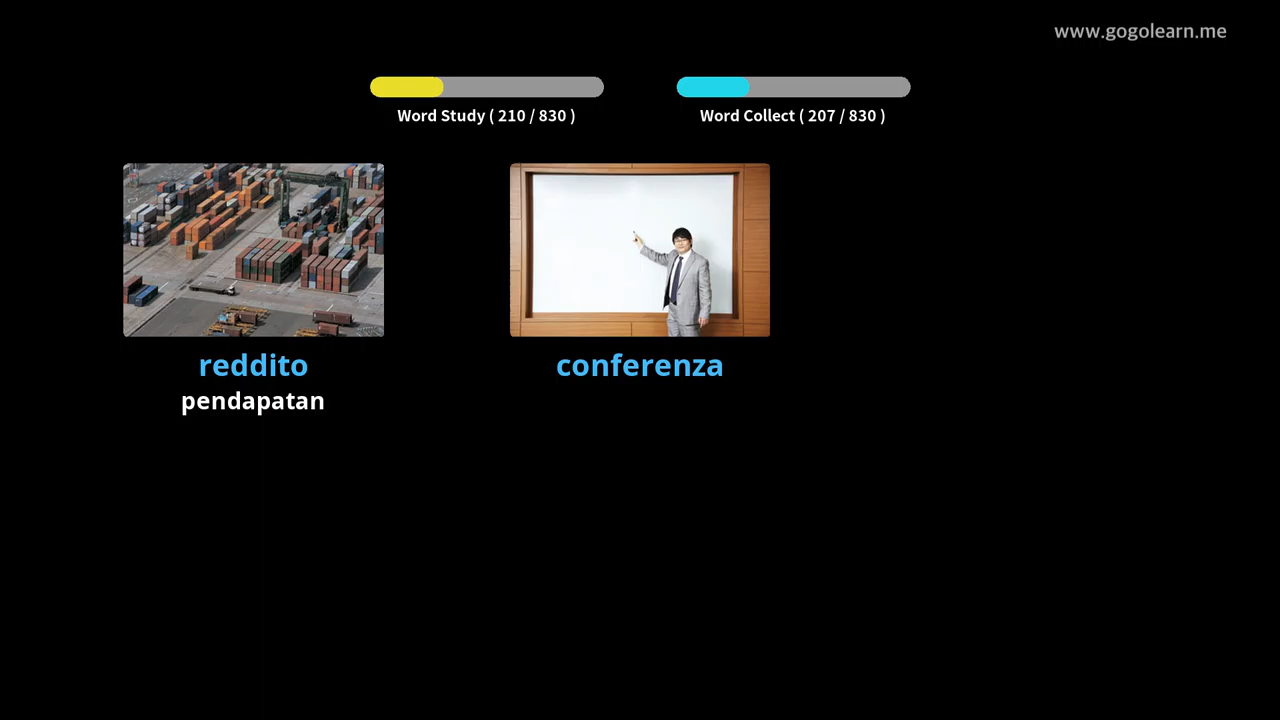 www.gogolearn.me
Word Study ( 210 / 830 )
Word Collect ( 207 / 830 )
reddito
pendapatan
conferenza